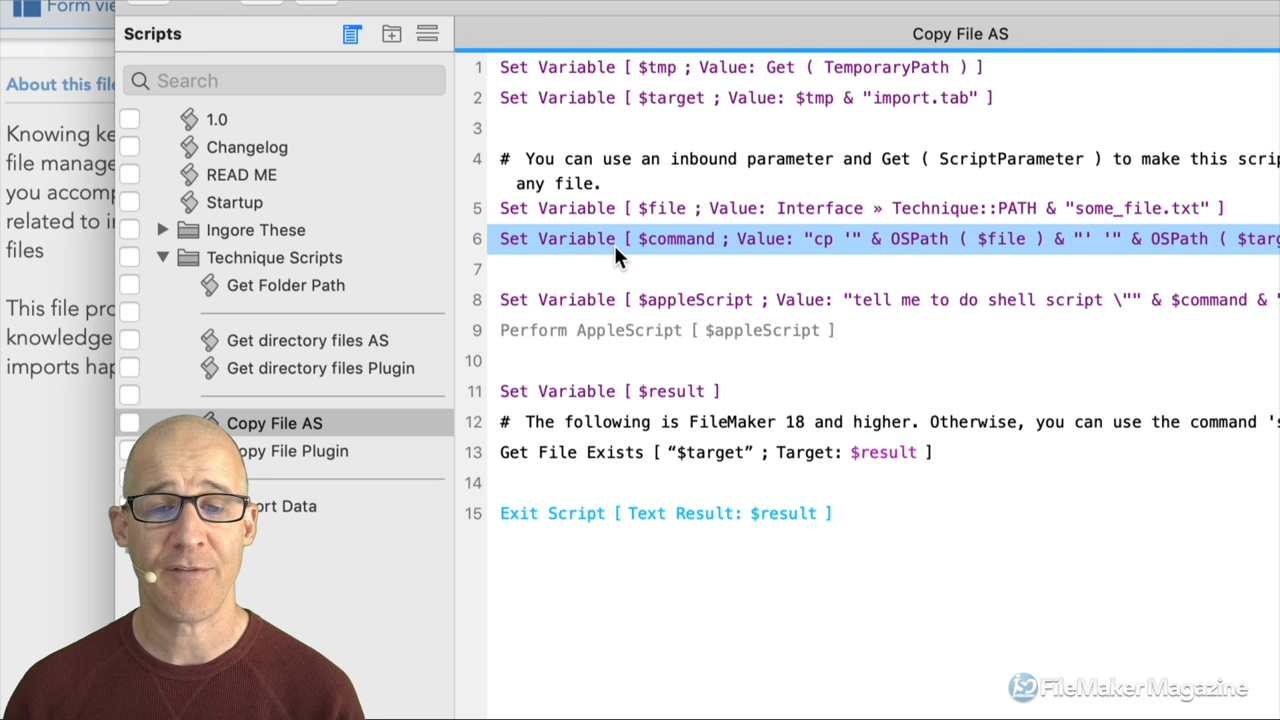 Form vie
Scripts
Copy File AS
Search
About this file
Knowing ke
file manage
you accomp
related to i
files
This file pro
knowledge
imports hap
1.0
Changelog
READ ME
Startup
Ingore These
Technique Scripts
Get Folder Path
Get directory files AS
Get directory files Plugin
Copy File AS
opy File Plugin
ort Data
1 Set Variable [ $tmp ; Value: Get ( TemporaryPath ) ]
2 Set Variable [ $target ; Value: $tmp & "import.tab" ]
3
4 # You can use an inbound parameter and Get ( ScriptParameter ) to make this scri
any file.
5 Set Variable [ $file ; Value: Interface » Technique::PATH & "some_file.txt" ]
6 Set Variable [ $command ; Value: "cp '" & OSPath ( $file ) & "' '" & OSPath ( $targ
7
8 Set Variable [ $appleScript ; Value: "tell me to do shell script \"" & $command & "
9 Perform AppleScript [ $appleScript ]
10
11 Set Variable [ $result ]
12 # The following is FileMaker 18 and higher. Otherwise, you can use the command 's
13 Get File Exists [ “$target” ; Target: $result ]
14
15 Exit Script [ Text Result: $result ]
FileMaker Magazine